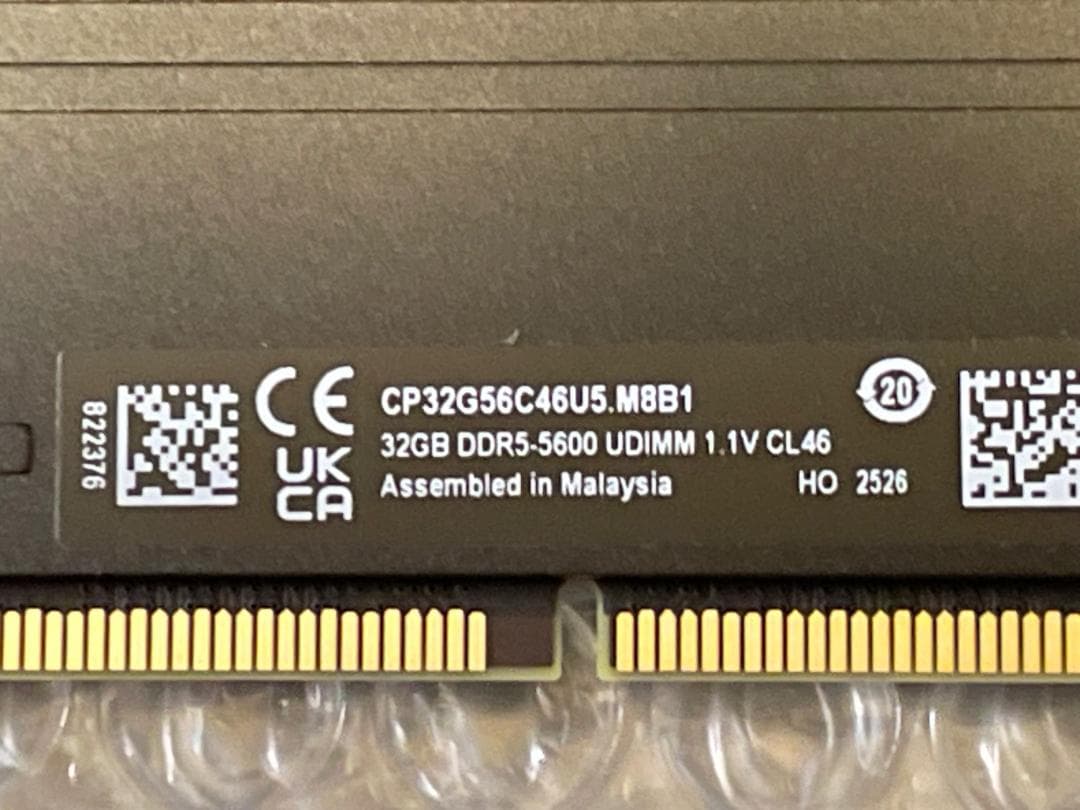 822376
CE
UK
CA
CP32G56C46U5.M8B1
32GB DDR5-5600 UDIMM 1.1V CL46
Assembled in Malaysia
HO 2526
20